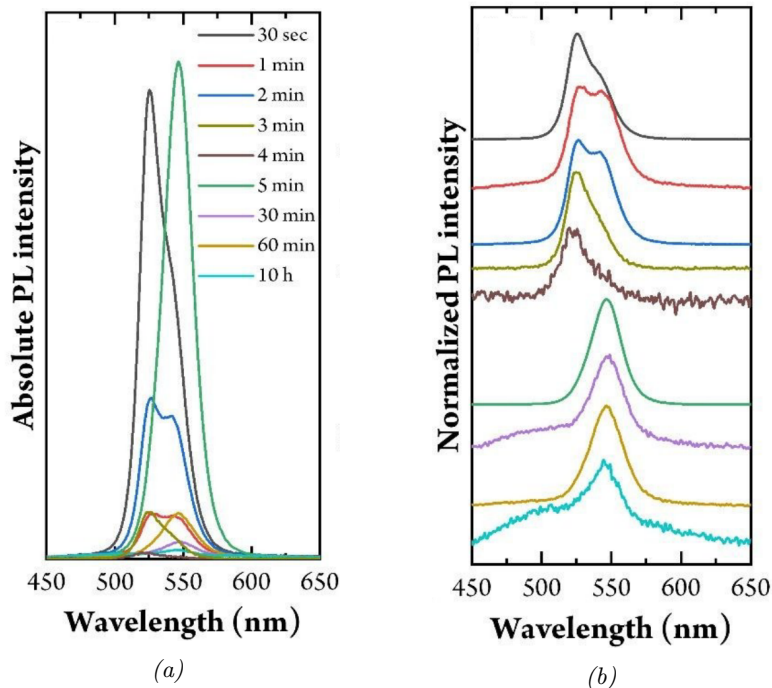 Absolute PL intensity
30 sec
1 min
2 min
3 min
4 min
5 min
30 min
60 min
10 h
450 500 550 600 650
Wavelength (nm)
(a)
Normalized PL intensity
450 500 550 600 650
Wavelength (nm)
(b)